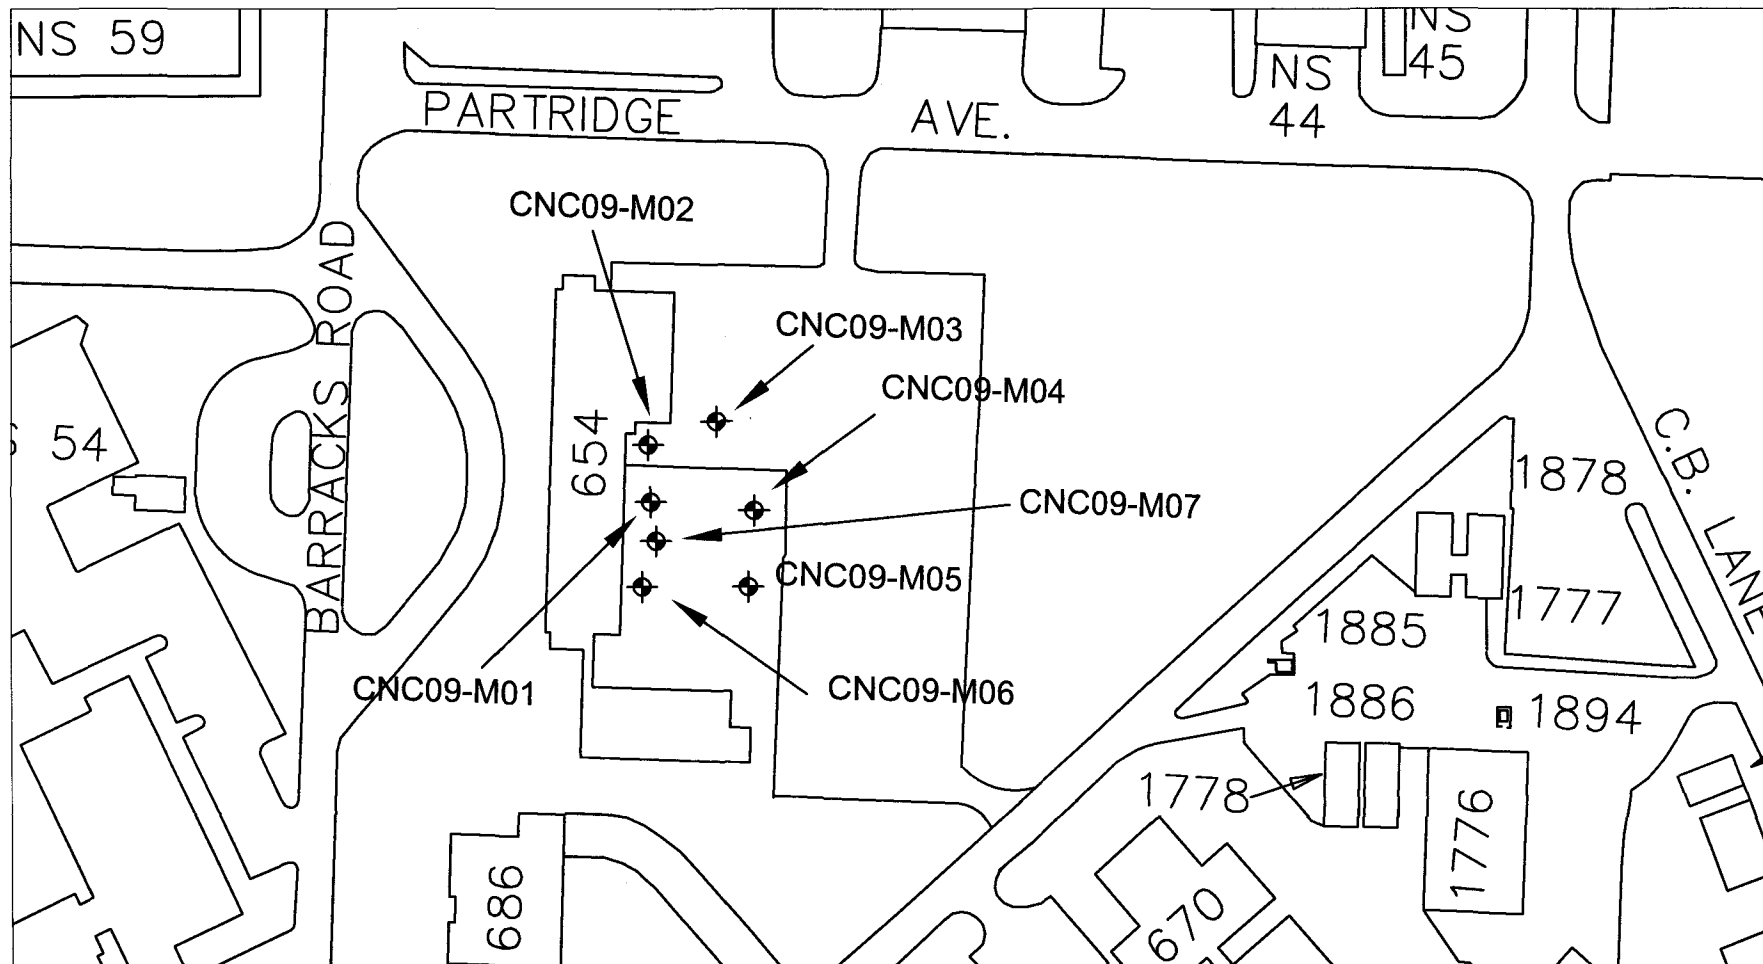 NS 59
NS
45
NS
44
PARTRIDGE AVE.
CNC09-M02
BARRACKS ROAD
CNC09-M03
CNC09-M04
654
54
C.B. LANE
1878
CNC09-M07
CNC09-M05
1777
1885
CNC09-M01
CNC09-M06
1886
1894
1778
1776
686
670